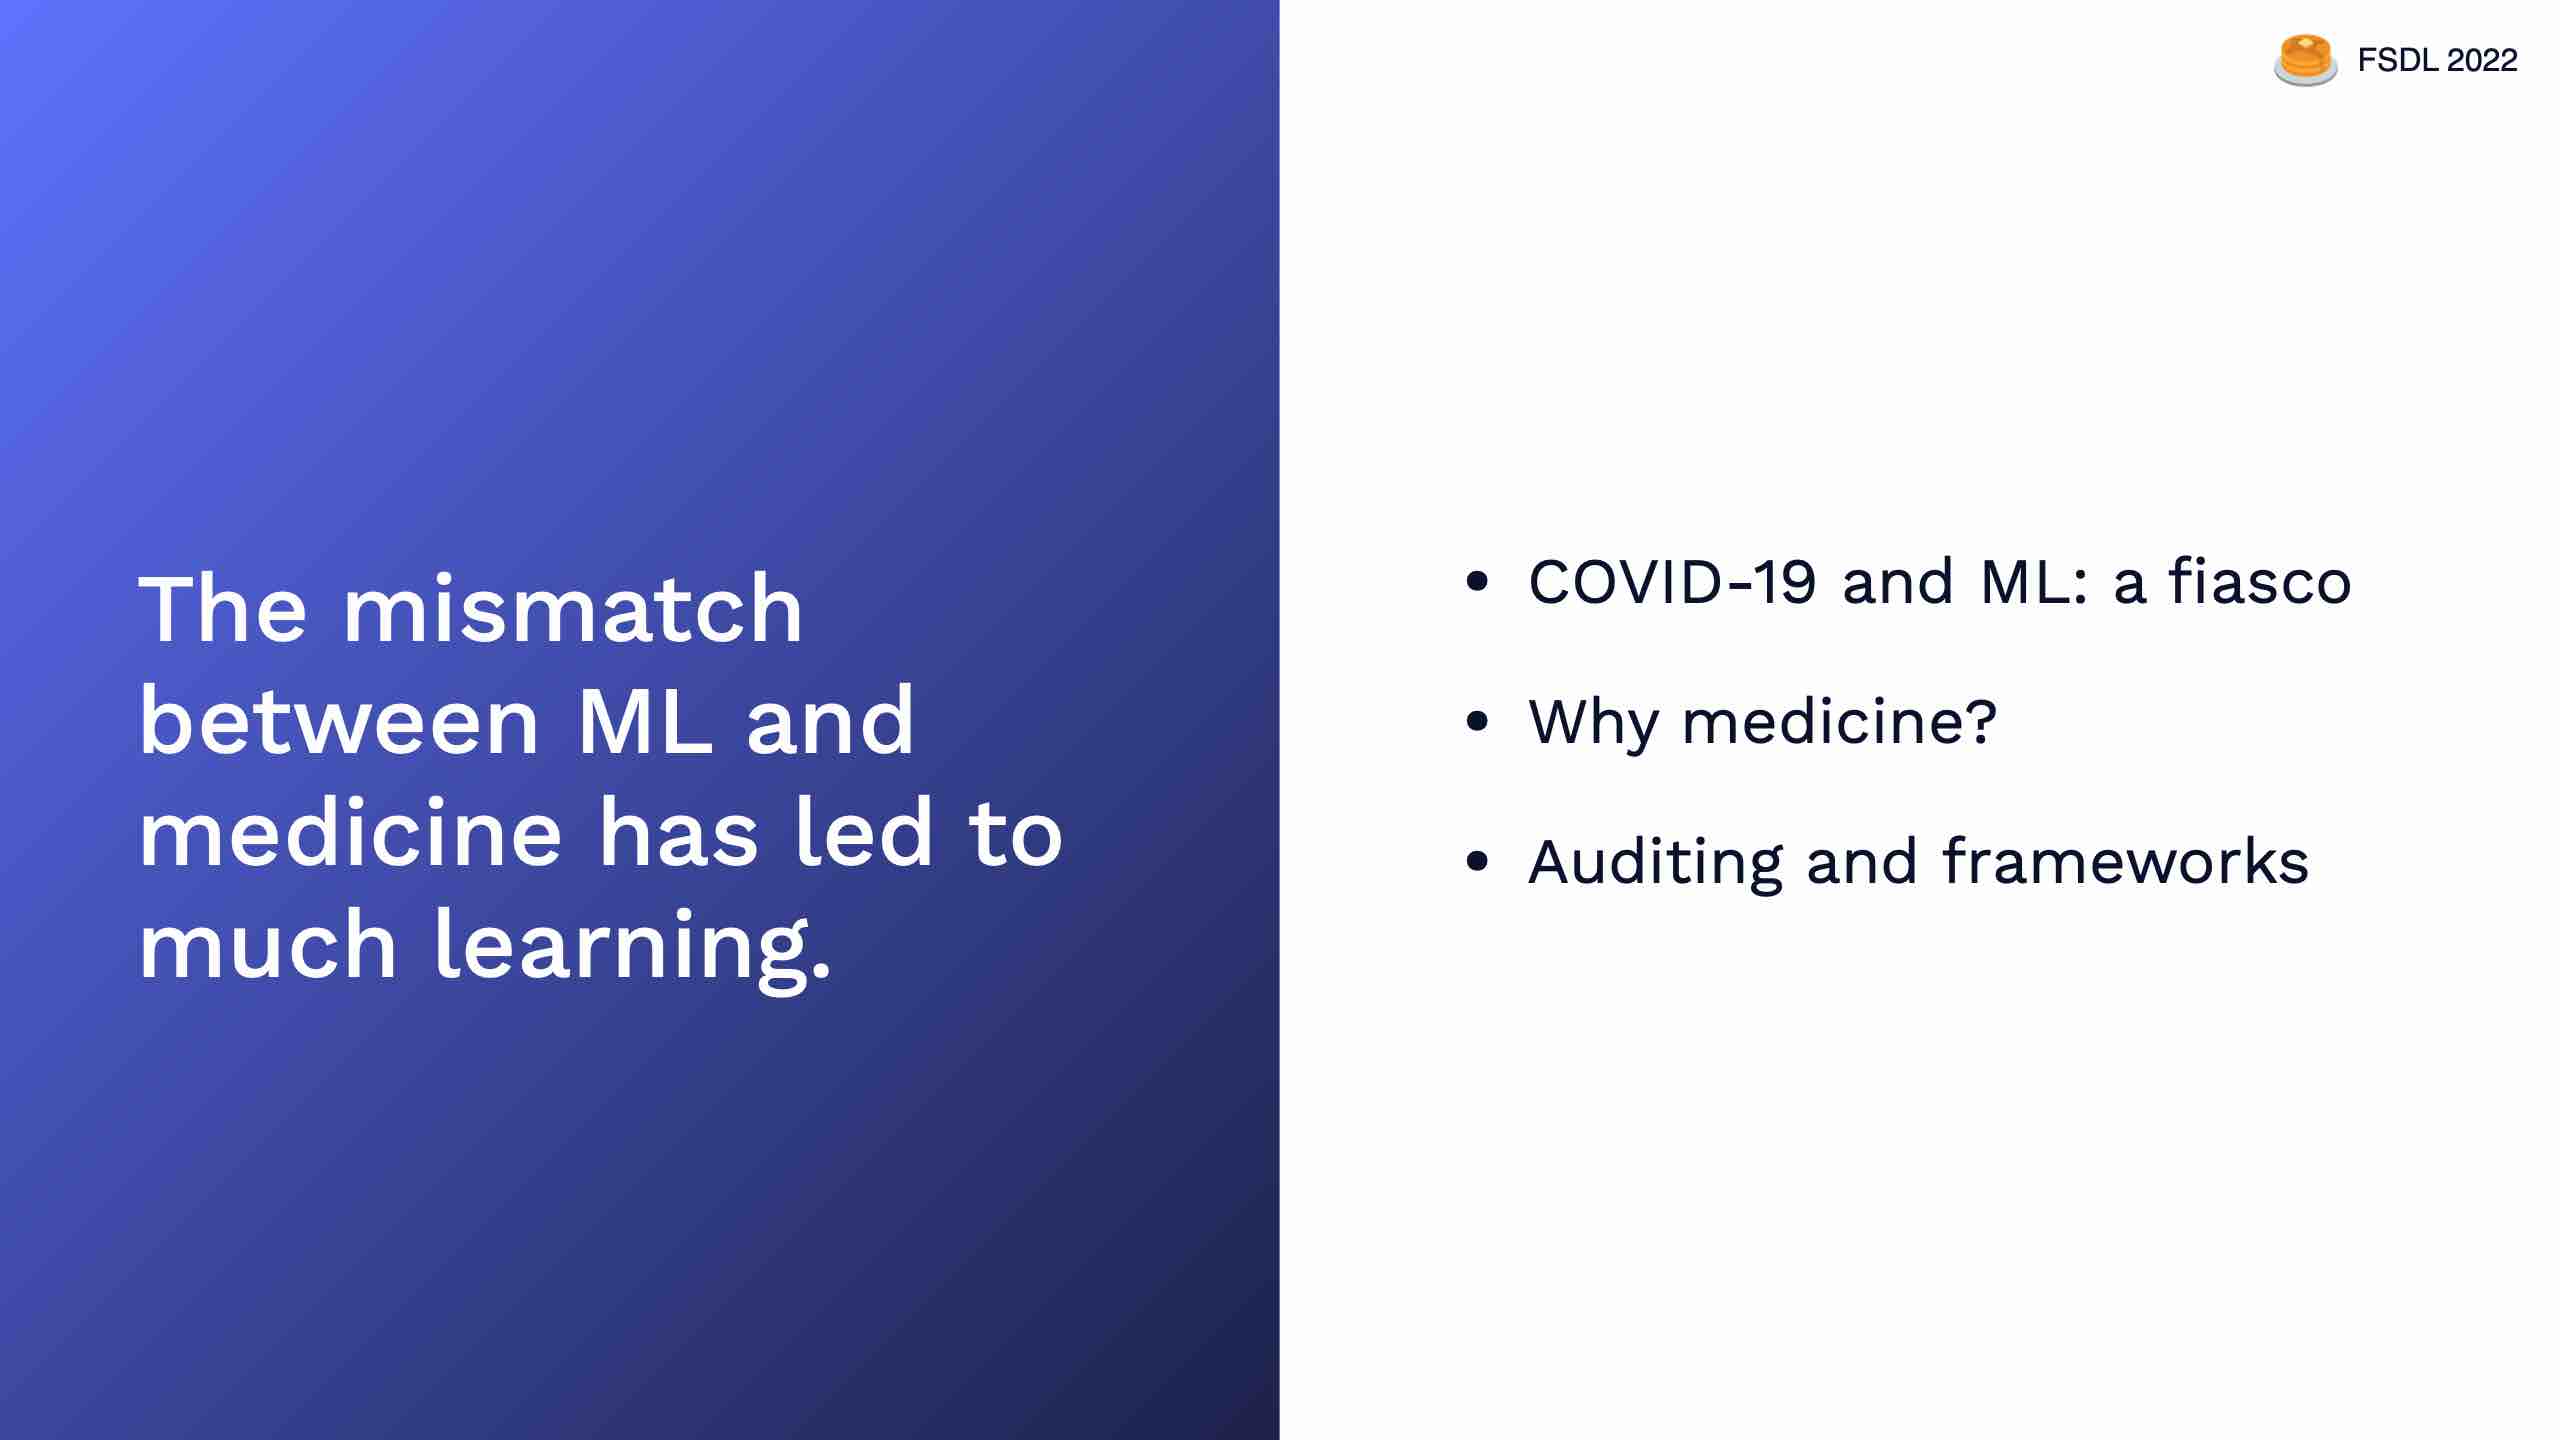 FSDL 2022
The mismatch
between ML and
medicine has led to
much learning.
• COVID-19 and ML: a fiasco
• Why medicine?
• Auditing and frameworks